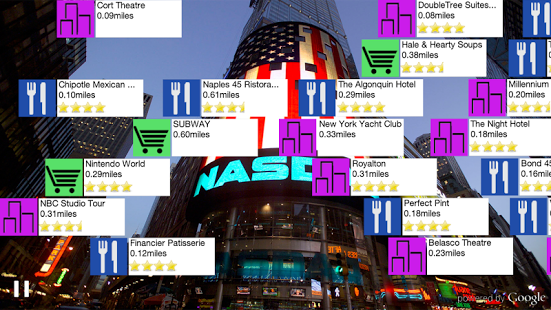 Cort Theatre
0.09miles
DoubleTree Suites...
0.08miles
Hale & Hearty Soups
0.38miles
Chipotle Mexican ...
0.10miles
Naples 45 Ristora...
0.61miles
The Algonquin Hotel
0.29miles
Millennium
0.20miles
SUBWAY
0.60miles
New York Yacht Club
0.33miles
The Night Hotel
0.18miles
Nintendo World
0.29miles
NASD
Royalton
0.31miles
Bond 45
0.16miles
NBC Studio Tour
0.31miles
Perfect Pint
0.18miles
Financier Patisserie
0.12miles
Belasco Theatre
0.23miles
powered by Google